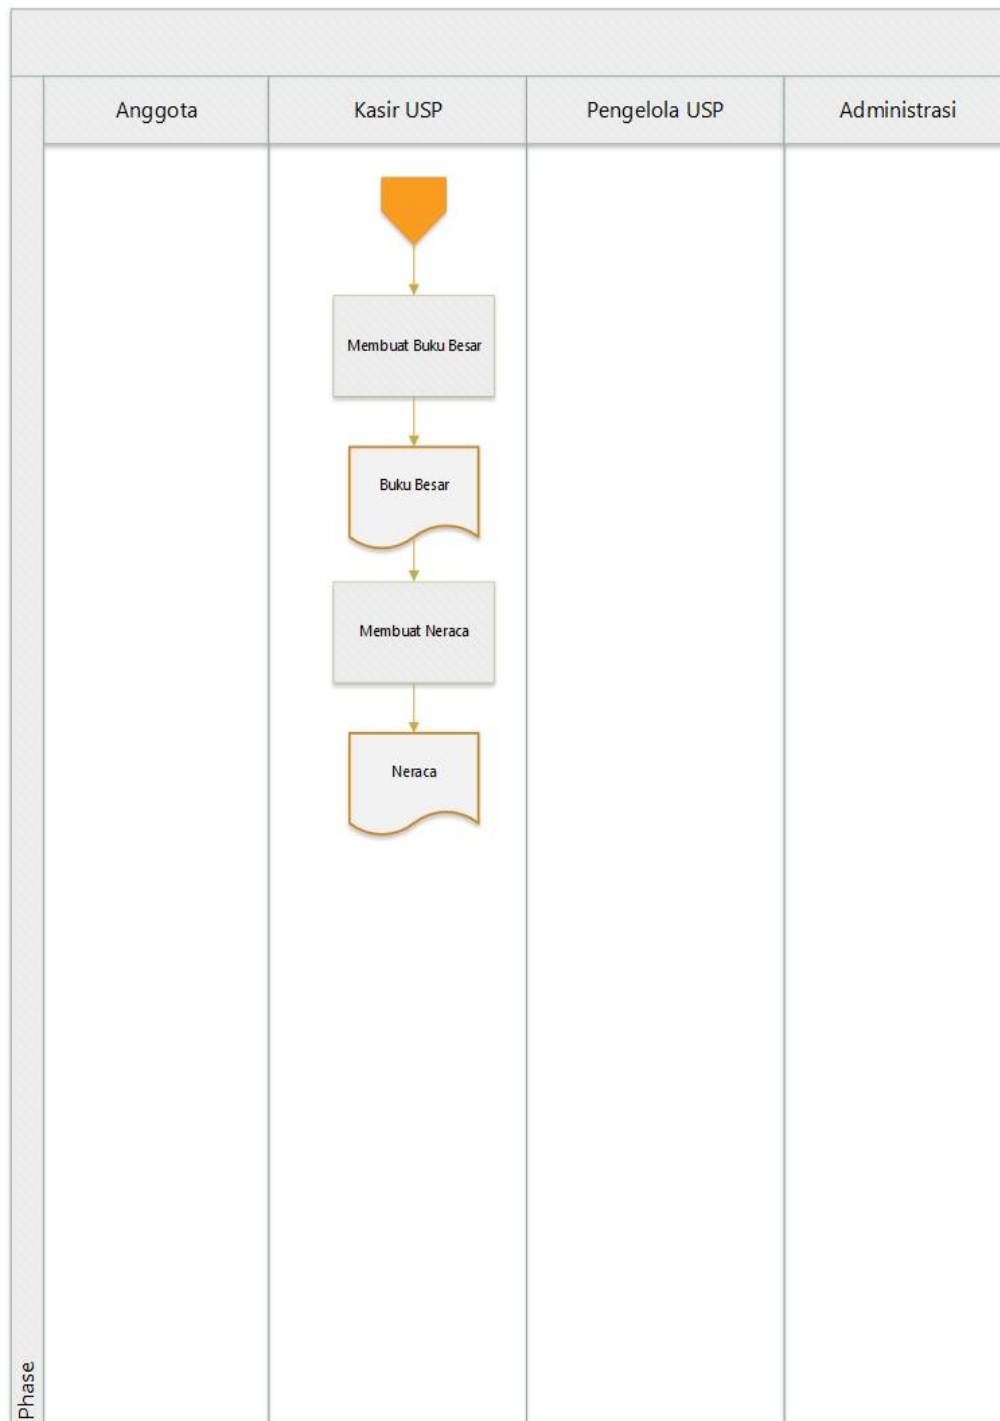 Anggota
Kasir USP
Pengelola USP
Administrasi
Membuat Buku Besar
Buku Besar
Membuat Neraca
Neraca
Phase